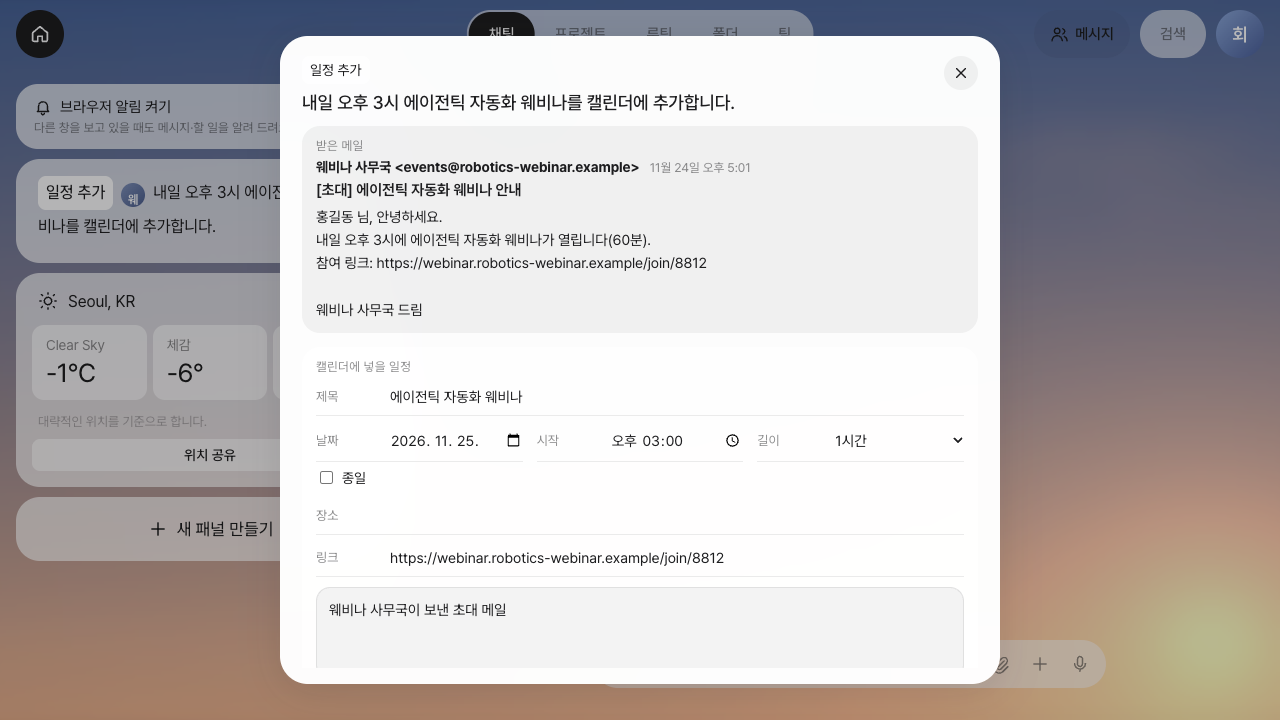 채팅
프로젝트
루틴
폴더
팀
메시지
검색
회
브라우저 알림 켜기
다른 창을 보고 있을 때도 메시지·할 일을 알려 드려
일정 추가 웨 내일 오후 3시 에이전
비나를 캘린더에 추가합니다.
Seoul, KR
Clear Sky
-1°C
체감
-6°
대략적인 위치를 기준으로 합니다.
위치 공유
새 패널 만들기
일정 추가
내일 오후 3시 에이전틱 자동화 웨비나를 캘린더에 추가합니다.
받은 메일
웨비나 사무국 <events@robotics-webinar.example> 11월 24일 오후 5:01
[초대] 에이전틱 자동화 웨비나 안내
홍길동 님, 안녕하세요.
내일 오후 3시에 에이전틱 자동화 웨비나가 열립니다(60분).
참여 링크: https://webinar.robotics-webinar.example/join/8812
웨비나 사무국 드림
캘린더에 넣을 일정
제목 에이전틱 자동화 웨비나
날짜 2026. 11. 25. 시작 오후 03:00 길이 1시간
종일
장소
링크 https://webinar.robotics-webinar.example/join/8812
웨비나 사무국이 보낸 초대 메일